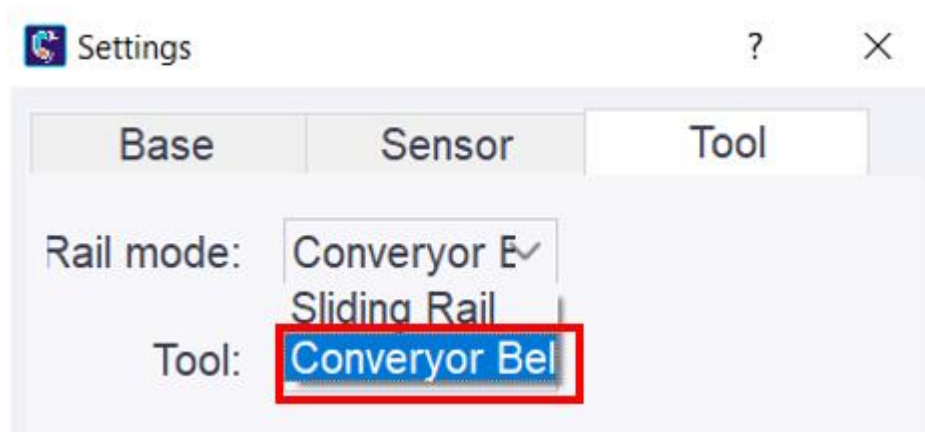 Settings ?
Base Sensor Tool
Rail mode: Converyor B
Sliding Rail
Tool: Converyor Bel